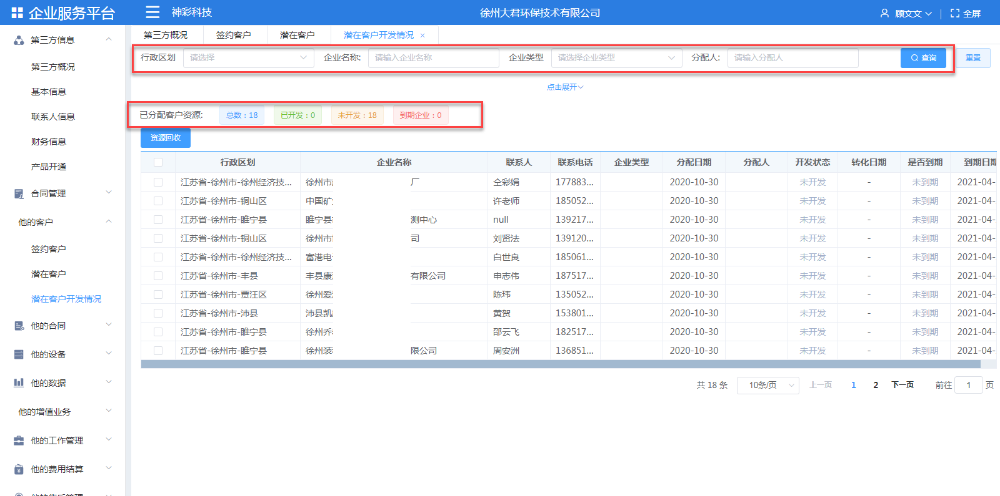 企业服务平台 神彩科技 徐州大君环保技术有限公司 顾文文 全屏
第三方信息
第三方概况
基本信息
联系人信息
财务信息
产品开通
合同管理
他的客户
签约客户
潜在客户
潜在客户开发情况
他的合同
他的设备
他的数据
他的增值业务
他的工作管理
他的费用结算
第三方概况 签约客户 潜在客户 潜在客户开发情况 ×
行政区划 请选择 企业名称: 请输入企业名称 企业类型 请选择企业类型 分配人: 请输入分配人 查询 重置
点击展开
已分配客户资源: 总数：18 已开发：0 未开发：18 到期企业：0
资源回收
行政区划 企业名称 联系人 联系电话 企业类型 分配日期 分配人 开发状态 转化日期 是否到期 到期日期
江苏省-徐州市-徐州经济技... 徐州市 厂 仝彩娟 177883... 2020-10-30 未开发 - 未到期 2021-04-
江苏省-徐州市-铜山区 中国矿 许老师 185052... 2020-10-30 未开发 - 未到期 2021-04-
江苏省-徐州市-睢宁县 睢宁县 测中心 null 139217... 2020-10-30 未开发 - 未到期 2021-04-
江苏省-徐州市-铜山区 徐州市 司 刘贤法 139120... 2020-10-30 未开发 - 未到期 2021-04-
江苏省-徐州市-徐州经济技... 富港电 白世良 185061... 2020-10-30 未开发 - 未到期 2021-04-
江苏省-徐州市-丰县 丰县康 有限公司 申志伟 187517... 2020-10-30 未开发 - 未到期 2021-04-
江苏省-徐州市-贾汪区 徐州爱 陈玮 135052... 2020-10-30 未开发 - 未到期 2021-04-
江苏省-徐州市-沛县 沛县凯 黄贺 153801... 2020-10-30 未开发 - 未到期 2021-04-
江苏省-徐州市-睢宁县 徐州乔 邵云飞 182517... 2020-10-30 未开发 - 未到期 2021-04-
江苏省-徐州市-睢宁县 徐州装 限公司 周安洲 136851... 2020-10-30 未开发 - 未到期 2021-04-
共 18 条 10条/页 上一页 1 2 下一页 前往 1 页